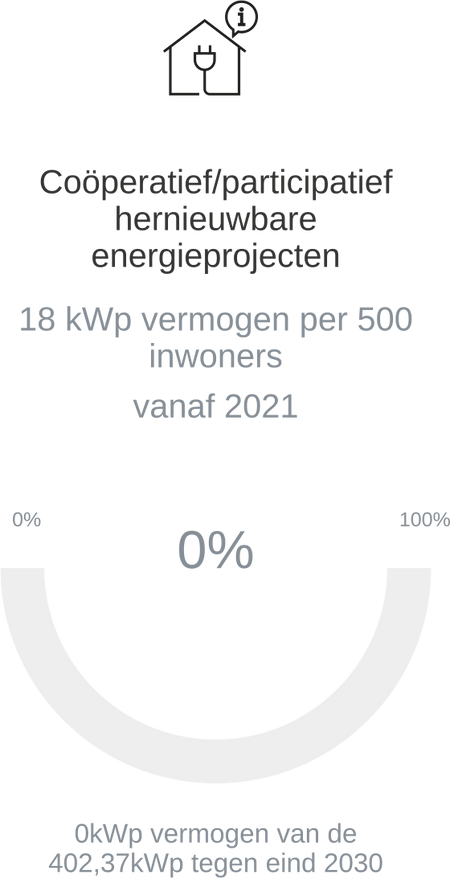 i
Coöperatief/participatief
hernieuwbare
energieprojecten
18 kWp vermogen per 500
inwoners
vanaf 2021
0%
100%
0%
0kWp vermogen van de
402,37kWp tegen eind 2030